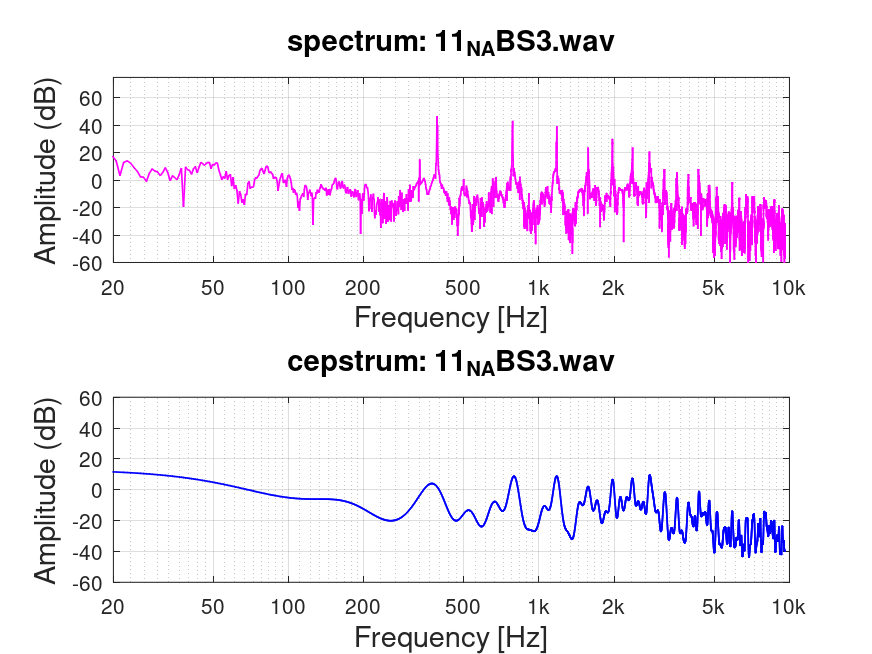 spectrum: 11NABS3.wav
Amplitude (dB)
60
40
20
0
-20
-40
-60
20 50 100 200 500 1k 2k 5k 10k
Frequency [Hz]
cepstrum: 11NABS3.wav
Amplitude (dB)
60
40
20
0
-20
-40
-60
20 50 100 200 500 1k 2k 5k 10k
Frequency [Hz]